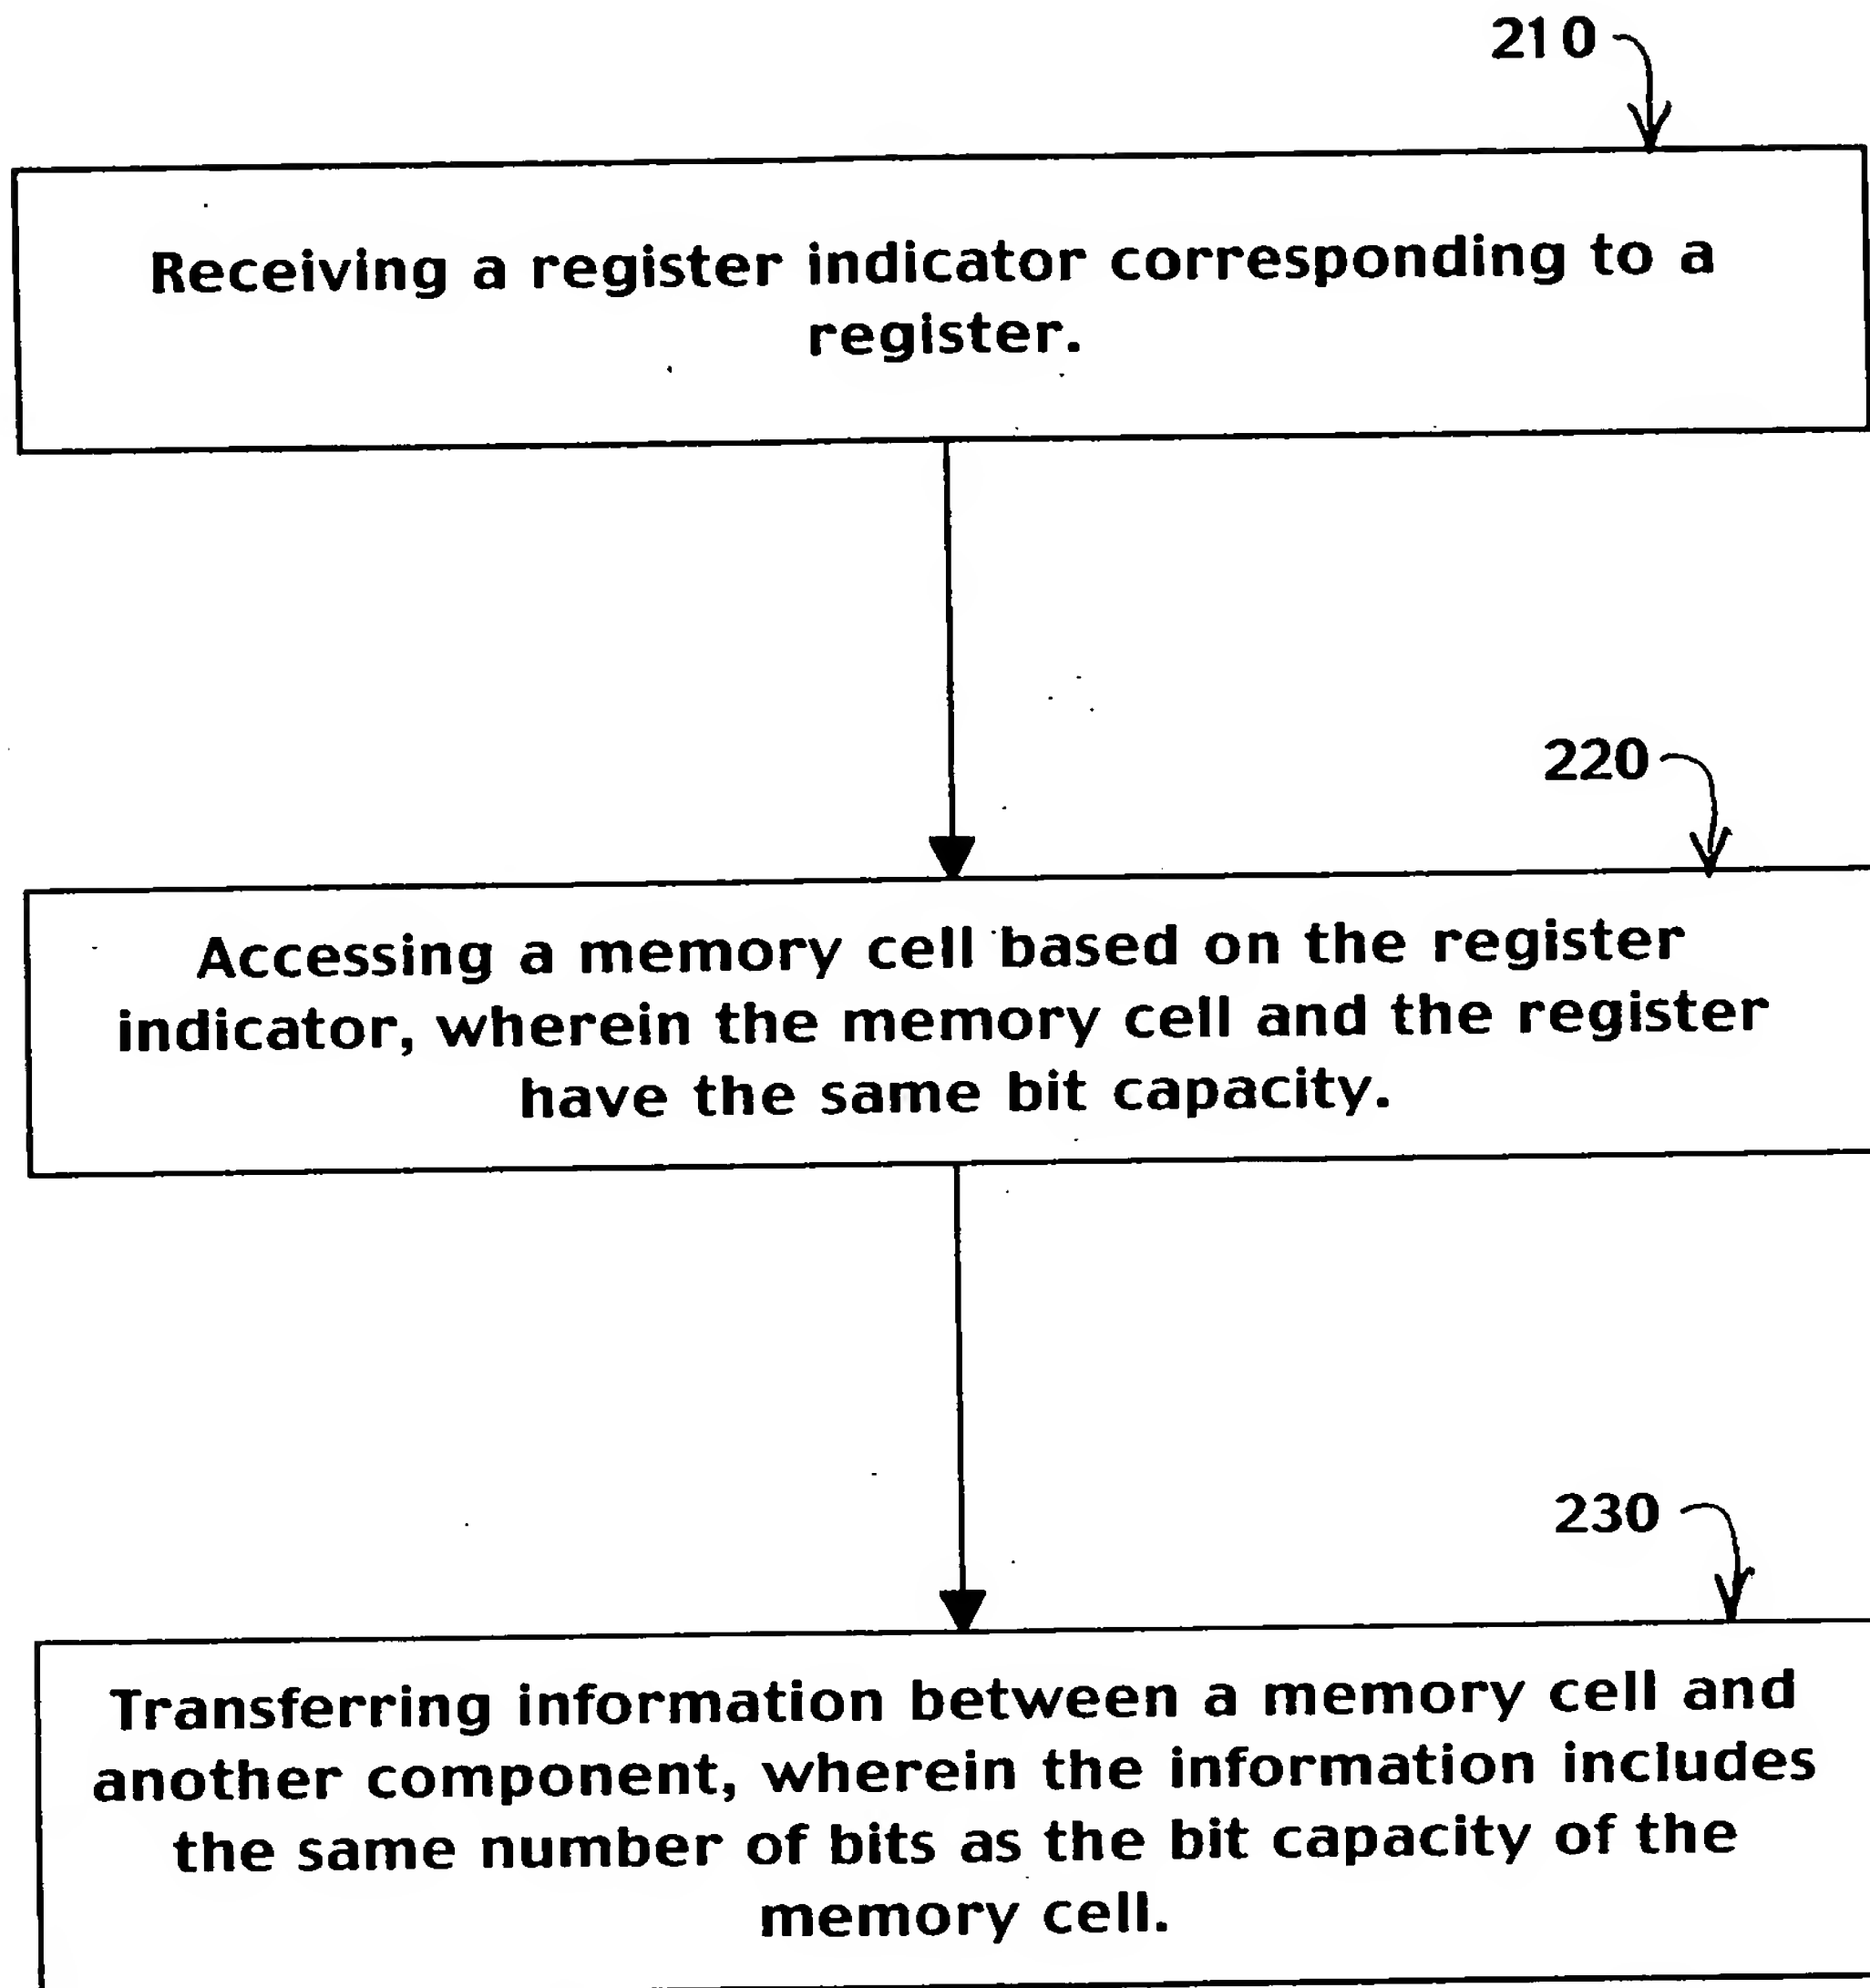 210
Receiving a register indicator corresponding to a
register.
220
Accessing a memory cell based on the register
indicator, wherein the memory cell and the register
have the same bit capacity.
230
Transferring information between a memory cell and
another component, wherein the information includes
the same number of bits as the bit capacity of the
memory cell.